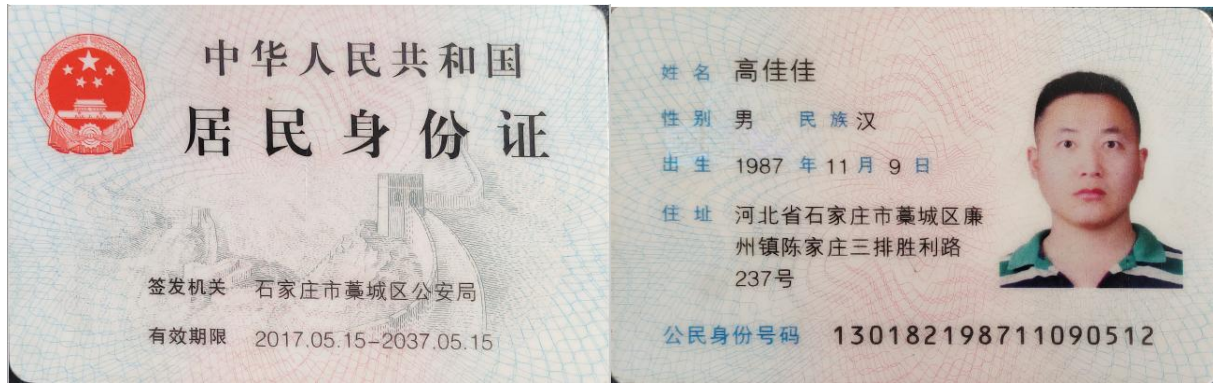 中华人民共和国
居民身份证
签发机关 石家庄市藁城区公安局
有效期限 2017.05.15-2037.05.15
姓名 高佳佳
性别 男 民族 汉
出生 1987 年 11 月 9 日
住址 河北省石家庄市藁城区廉
州镇陈家庄三排胜利路
237号
公民身份号码 130182198711090512